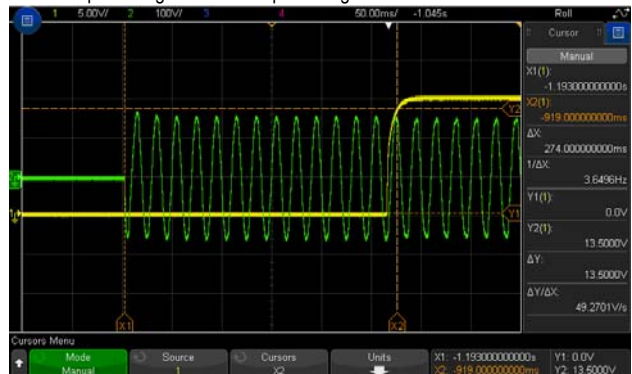 1 5.00V/ 2 100V/ 3 4 50.00ms/ -1.045s Roll
Cursor
Manual
X1(1):
-1.193000000000s
X2(1):
-919.000000000ms
ΔX:
274.000000000ms
1/ΔX:
3.6496Hz
Y1(1):
0.0V
Y2(1):
13.5000V
ΔY:
13.5000V
ΔY/ΔX:
49.2701V/s
Y2
Y1
X1 X2
Cursors Menu
Mode Source Cursors Units X1: -1.193000000000s Y1: 0.0V
Manual 1 X2 X2: -919.000000000ms Y2: 13.5000V